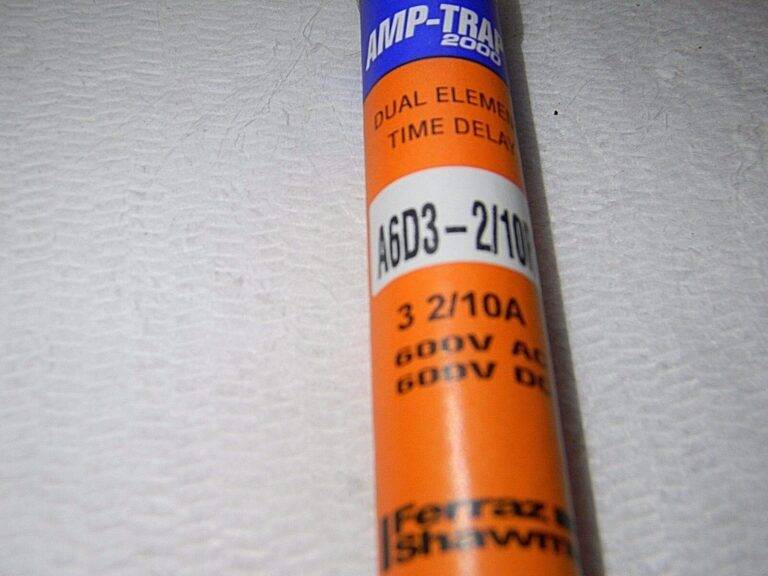 AMP-TRAP
2000
DUAL ELEME
TIME DELAY
A6D3-2/10
3 2/10A
600V AC
600V DC
Ferraz
Shawm